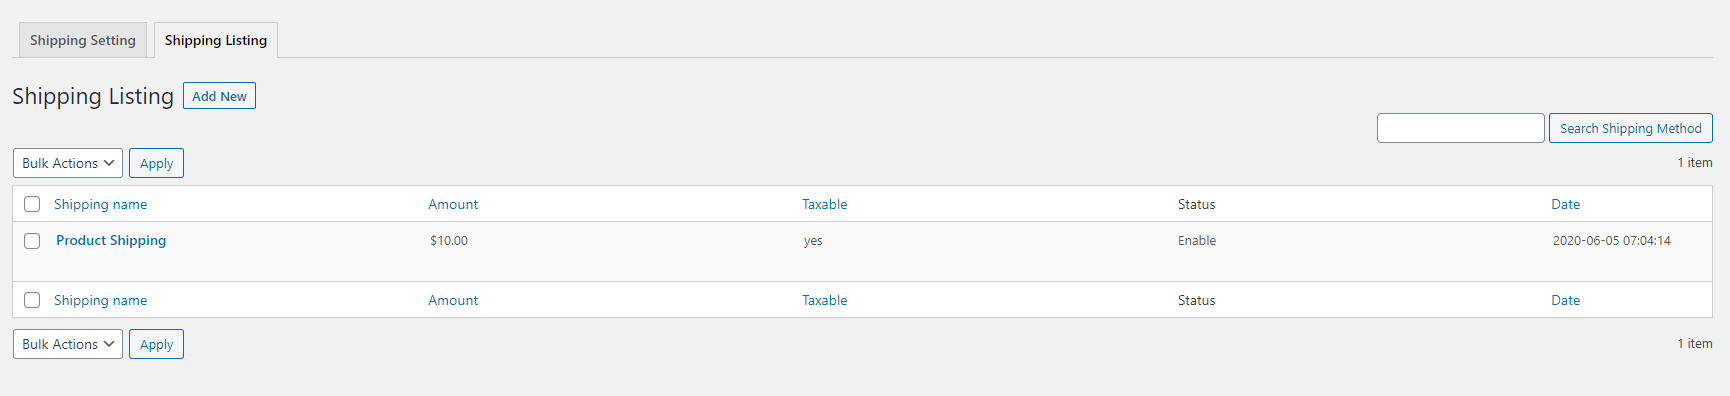 Shipping Setting Shipping Listing
Shipping Listing Add New
Search Shipping Method
Bulk Actions Apply 1 item
Shipping name Amount Taxable Status Date
Product Shipping $10.00 yes Enable 2020-06-05 07:04:14
Shipping name Amount Taxable Status Date
Bulk Actions Apply 1 item